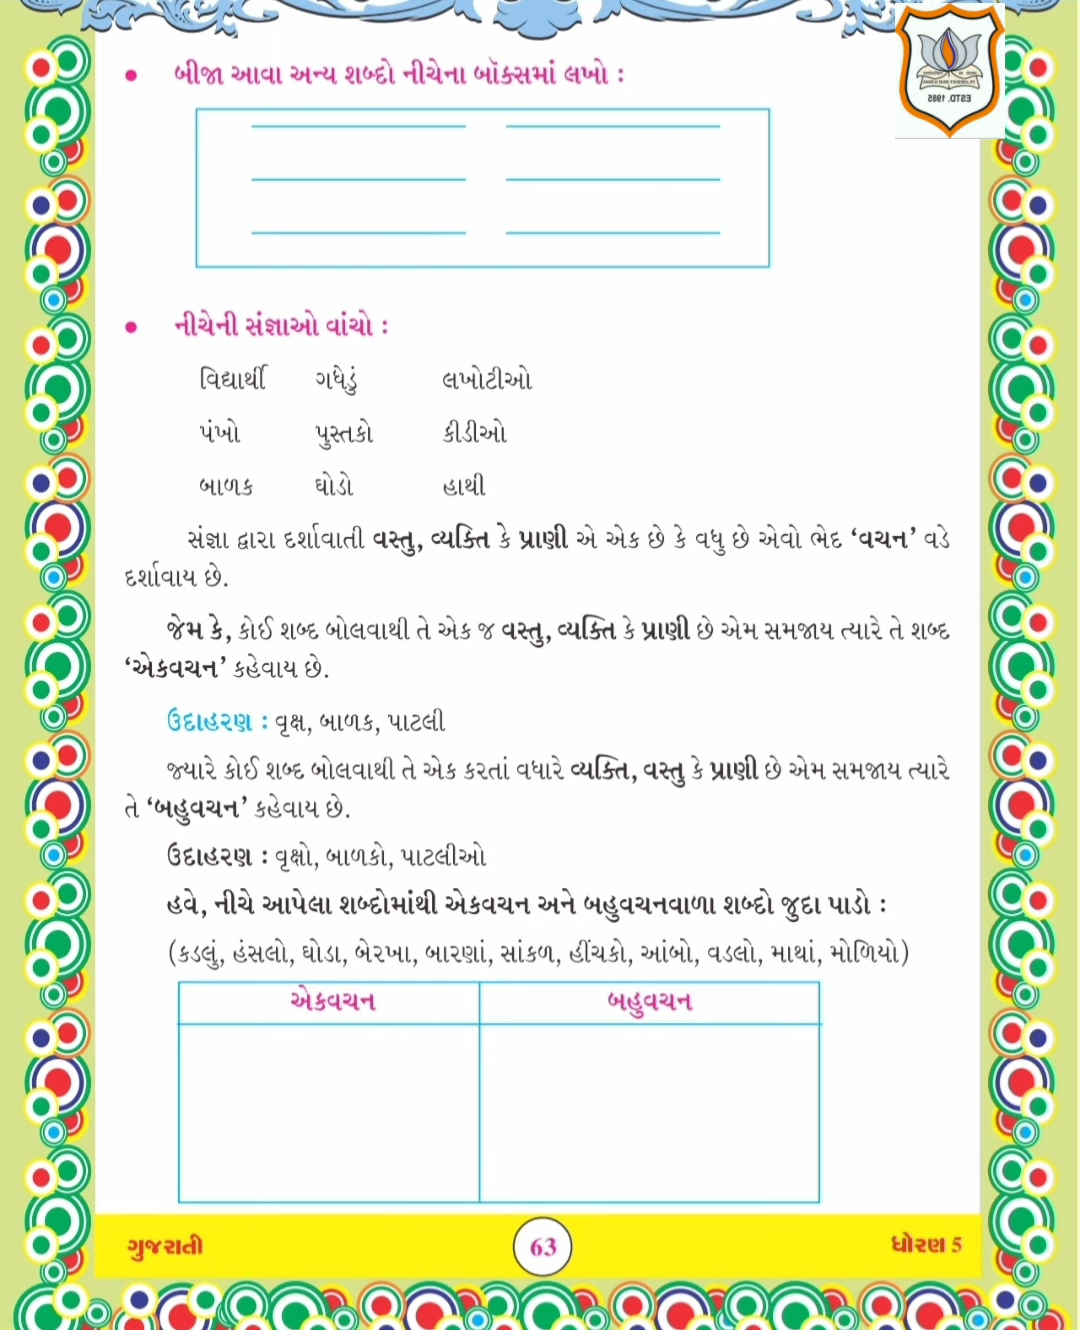 ESTD. 1985
• બીજા આવા અન્ય શબ્દો નીચેના બૉક્સમાં લખો :
• નીચેની સંજ્ઞાઓ વાંચો :
વિદ્યાર્થી ગધેડું લખોટીઓ
પંખો પુસ્તકો કીડીઓ
બાળક ઘોડો હાથી
સંજ્ઞા દ્વારા દર્શાવાતી વસ્તુ, વ્યક્તિ કે પ્રાણી એ એક છે કે વધુ છે એવો ભેદ ‘વચન’ વડે
દર્શાવાય છે.
જેમ કે, કોઈ શબ્દ બોલવાથી તે એક જ વસ્તુ, વ્યક્તિ કે પ્રાણી છે એમ સમજાય ત્યારે તે શબ્દ
‘એકવચન’ કહેવાય છે.
ઉદાહરણ : વૃક્ષ, બાળક, પાટલી
જ્યારે કોઈ શબ્દ બોલવાથી તે એક કરતાં વધારે વ્યક્તિ, વસ્તુ કે પ્રાણી છે એમ સમજાય ત્યારે
તે ‘બહુવચન’ કહેવાય છે.
ઉદાહરણ : વૃક્ષો, બાળકો, પાટલીઓ
હવે, નીચે આપેલા શબ્દોમાંથી એકવચન અને બહુવચનવાળા શબ્દો જુદા પાડો :
(કડલું, હંસલો, ઘોડા, બેરખા, બારણાં, સાંકળ, હીંચકો, આંબો, વડલો, માથાં, મોળિયો)
એકવચન બહુવચન
ગુજરાતી 63 ધોરણ 5